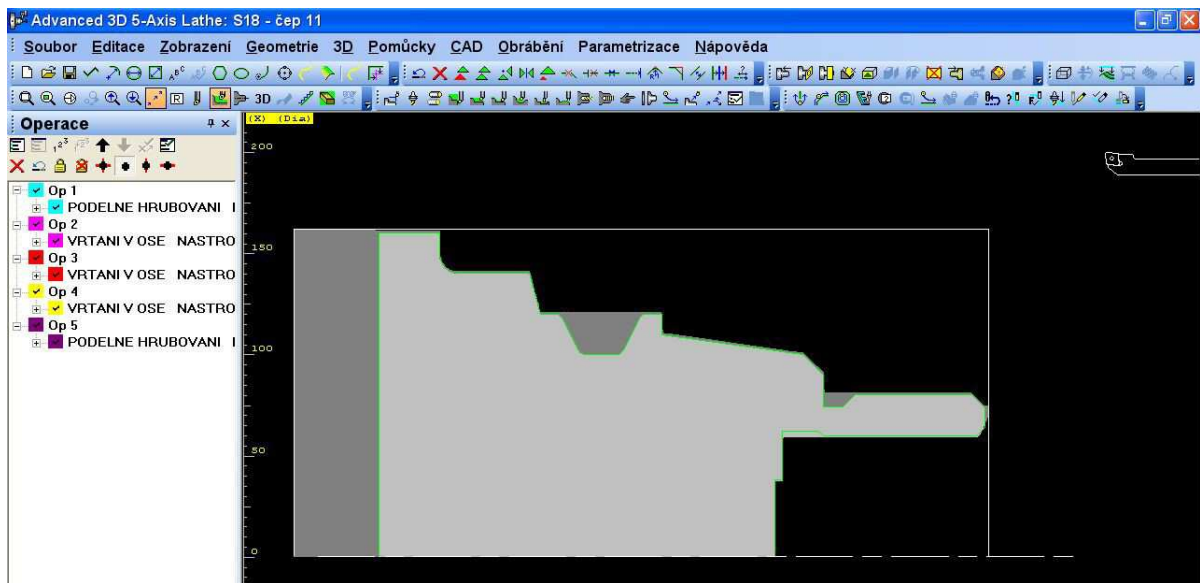 Advanced 3D 5-Axis Lathe: S18 - čep 11
Soubor Editace Zobrazení Geometrie 3D Pomůcky CAD Obrábění Parametrizace Nápověda
3D
Operace
(X) (Dia)
Op 1
PODELNE HRUBOVANI I
Op 2
VRTANI V OSE NASTRO
Op 3
VRTANI V OSE NASTRO
Op 4
VRTANI V OSE NASTRO
Op 5
PODELNE HRUBOVANI I
200
150
100
50
0